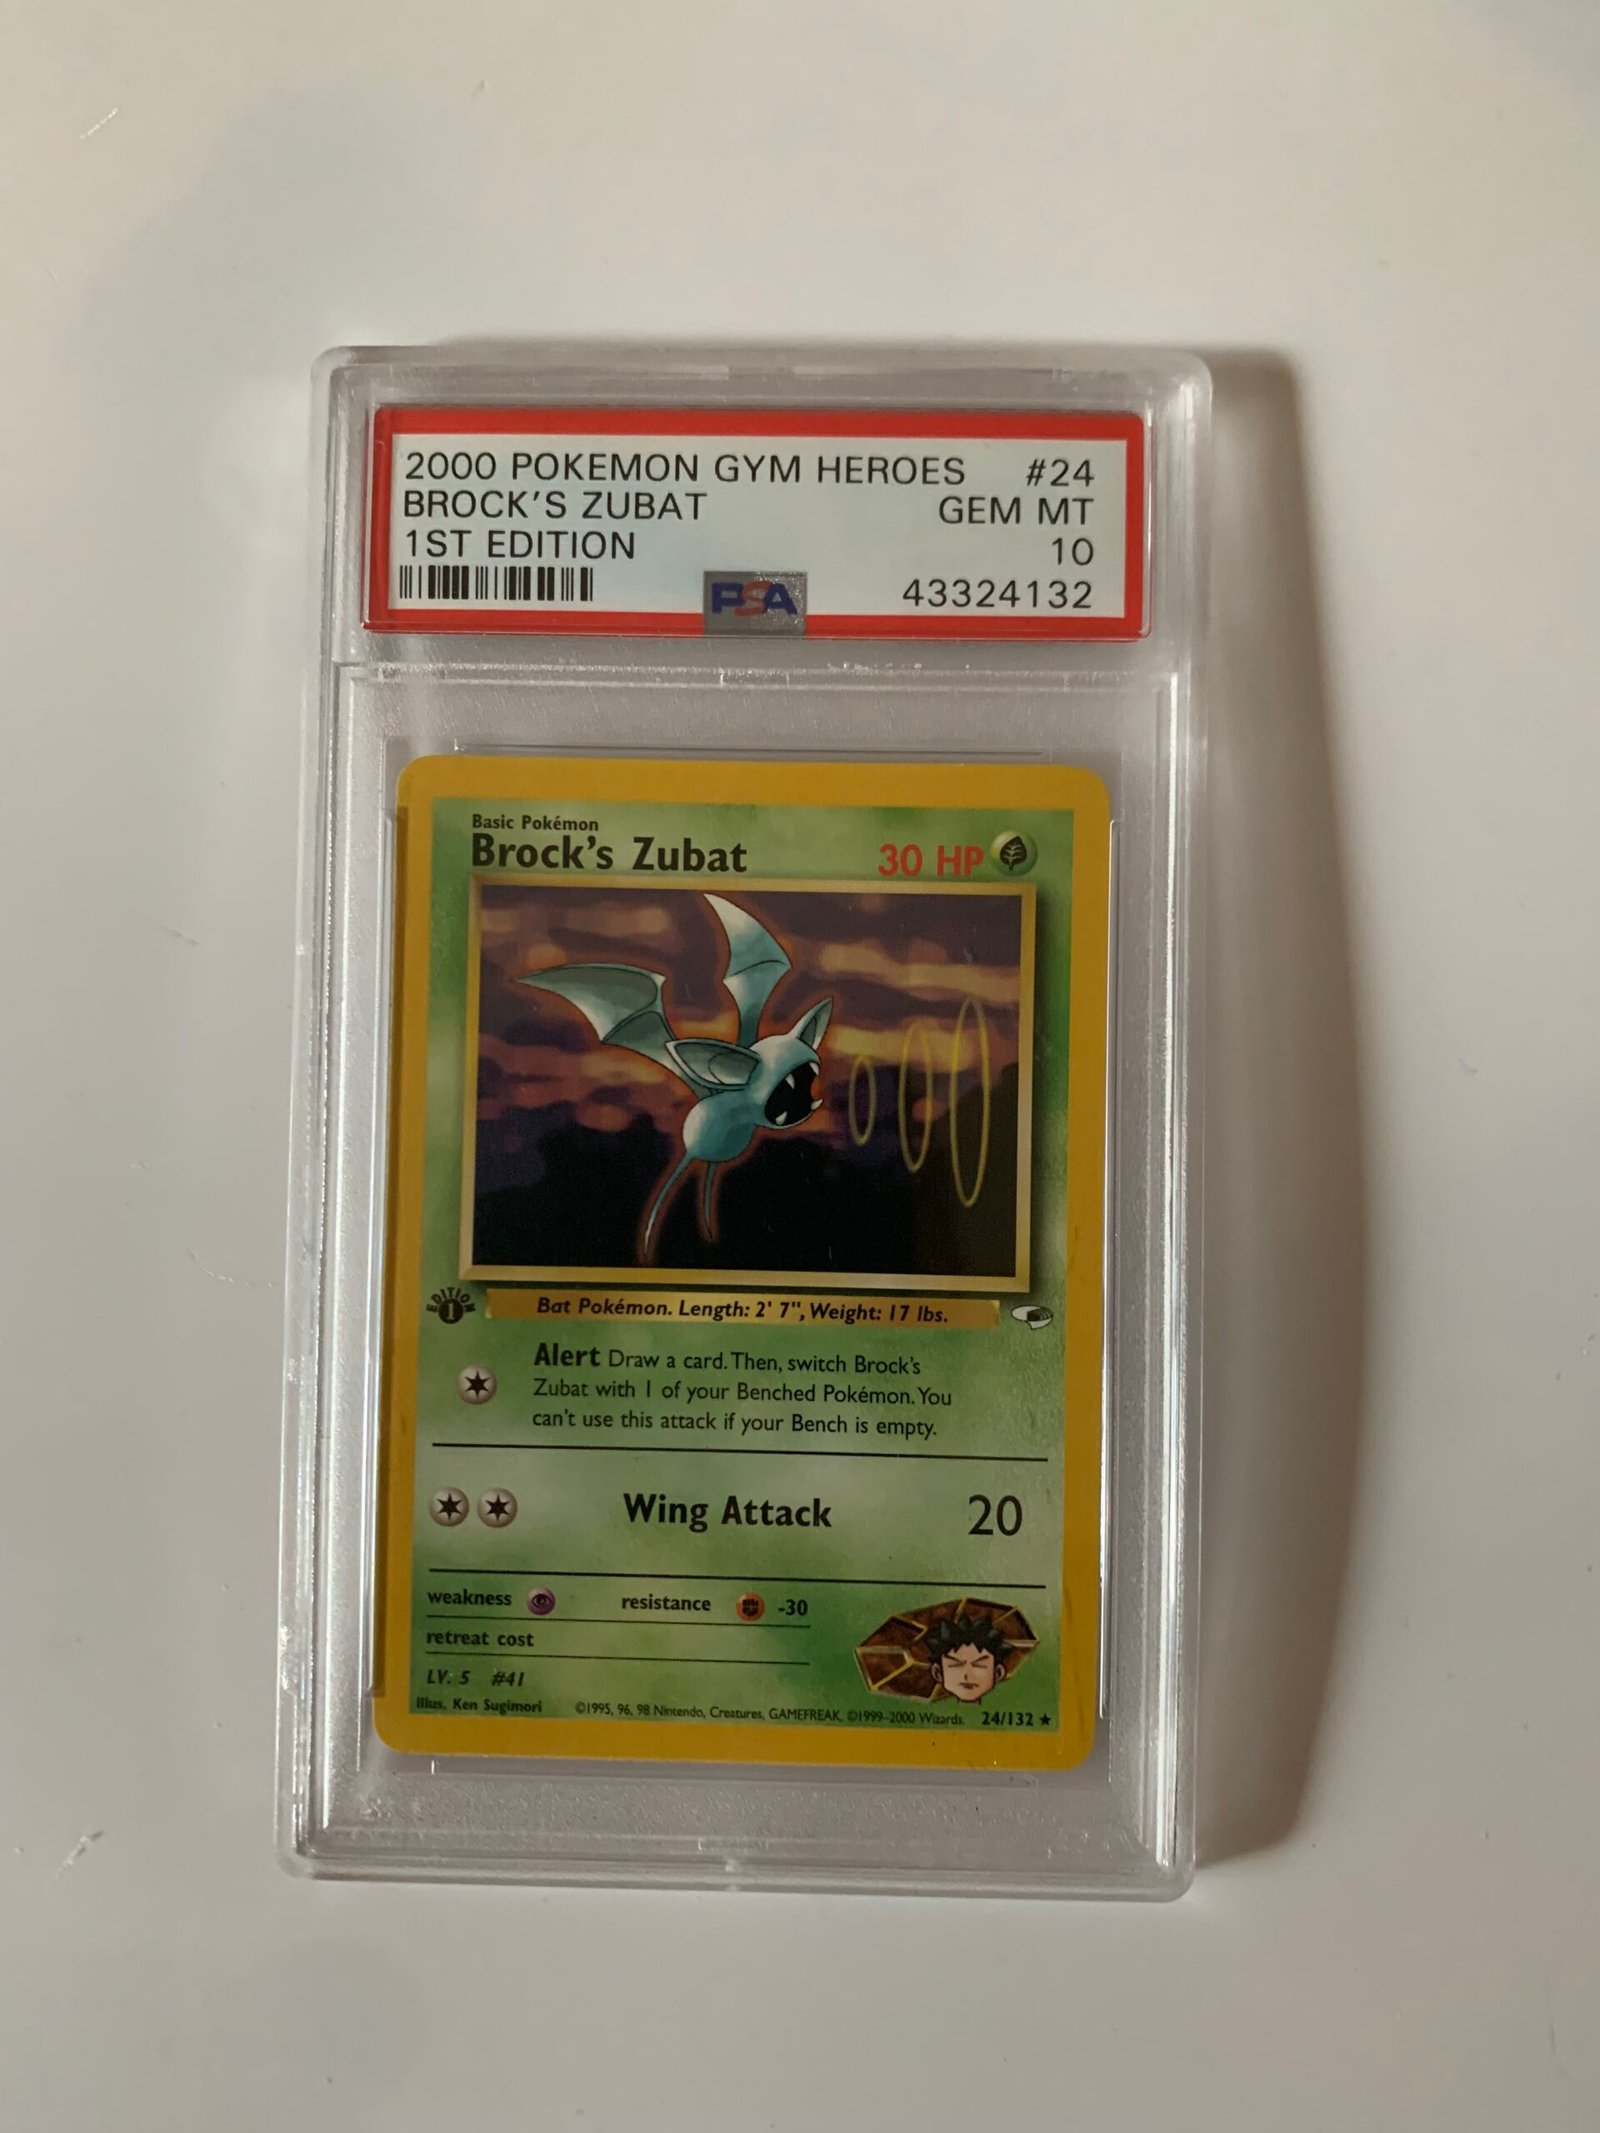 2000 POKEMON GYM HEROES #24
BROCK'S ZUBAT GEM MT
1ST EDITION 10
PSA 43324132
Basic Pokémon
Brock's Zubat 30 HP
EDITION 1
Bat Pokémon. Length: 2' 7", Weight: 17 lbs.
Alert Draw a card. Then, switch Brock's
Zubat with 1 of your Benched Pokémon. You
can't use this attack if your Bench is empty.
Wing Attack 20
weakness resistance -30
retreat cost
LV. 5 #41
Illus. Ken Sugimori ©1995, 96, 98 Nintendo, Creatures, GAMEFREAK. ©1999-2000 Wizards. 24/132 ★